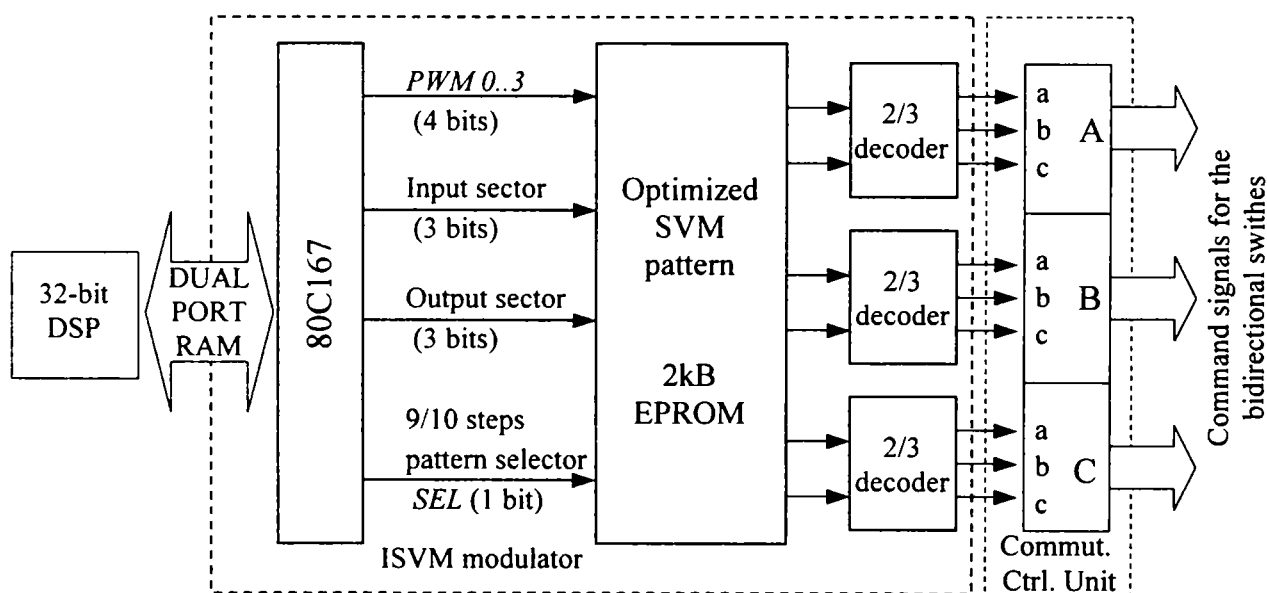 32-bit
DSP
DUAL
PORT
RAM
80C167
PWM 0..3
(4 bits)
Input sector
(3 bits)
Output sector
(3 bits)
9/10 steps
pattern selector
SEL (1 bit)
ISVM modulator
Optimized
SVM
pattern
2kB
EPROM
2/3
decoder
2/3
decoder
2/3
decoder
a
b
c
A
a
b
c
B
a
b
c
C
Commut.
Ctrl. Unit
Command signals for the
bidirectional swithes